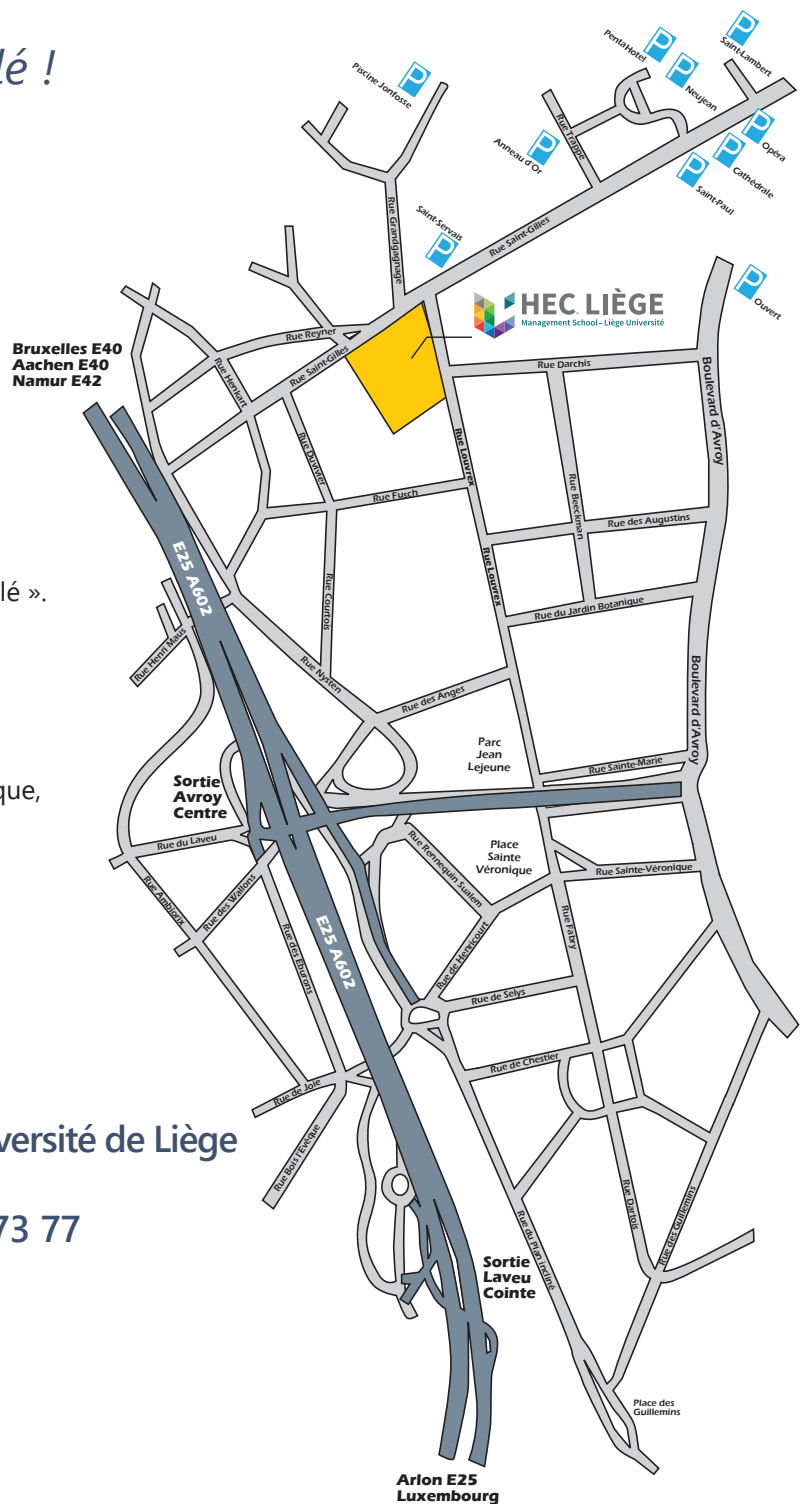 lé !
Piscine Jonfosse
P
PentaHotel
P
Neujean
P
Saint-Lambert
P
Opéra
P
Cathédrale
P
Saint-Paul
P
Anneau d'Or
P
Rue Trappe
Saint-Servais
P
Rue Saint-Gilles
Rue Grandgagnage
Ouvert
P
HEC LIÈGE
Management School - Liège Université
Bruxelles E40
Aachen E40
Namur E42
Rue Reyner
Rue Saint-Gilles
Rue Henkart
Rue Darchis
Boulevard d'Avroy
Rue Duvivier
Rue Louvrex
Rue Fusch
Rue Beeckman
Rue des Augustins
E25 A602
lé ».
Rue Courtois
Rue Louvrex
Rue du Jardin Botanique
Rue Henri Maus
Rue Nysten
Rue des Anges
Boulevard d'Avroy
Parc
Jean
Lejeune
Rue Sainte-Marie
que,
Sortie
Avroy
Centre
Rue du Laveu
Rue Rennequin Sualem
Place
Sainte
Véronique
Rue Sainte-Véronique
Rue Ambiorix
Rue des Wallons
Rue des Eburons
E25 A602
Rue de Henricourt
Rue Fabry
Rue de Selys
Rue de Chestier
Rue de Joie
Rue Bois l'Evêque
versité de Liège
73 77
Rue du Plan incliné
Rue Dartois
Rue des Guillemins
Sortie
Laveu
Cointe
Place des
Guillemins
Arlon E25
Luxembourg